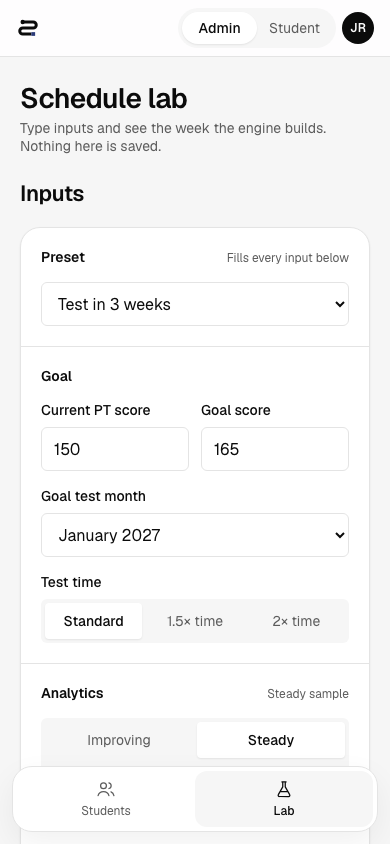 Admin
Student
JR
Schedule lab
Type inputs and see the week the engine builds.
Nothing here is saved.
Inputs
Preset
Fills every input below
Test in 3 weeks
Goal
Current PT score
Goal score
150
165
Goal test month
January 2027
Test time
Standard
1.5× time
2× time
Analytics
Steady sample
Improving
Steady
Students
Lab